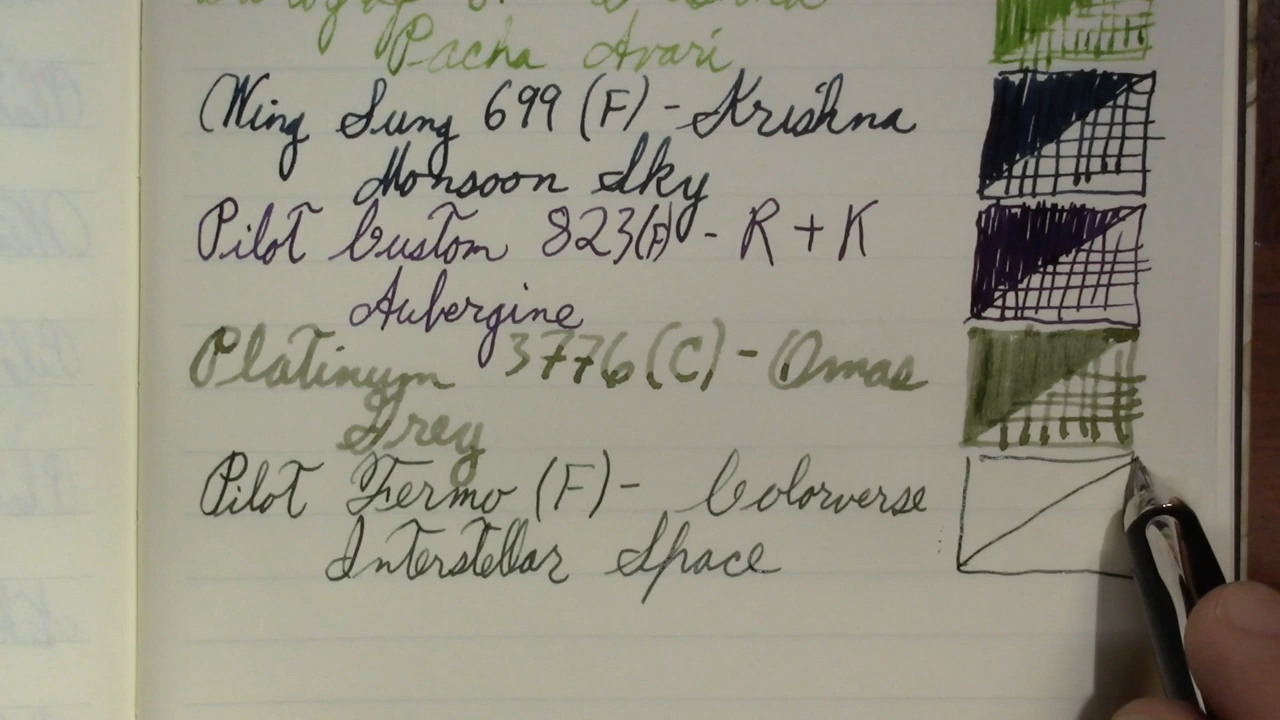 Pacha Avari
Wing Sung 699 (F) - Krishna
Monsoon Sky
Pilot Custom 823(F) - R + K
Aubergine
Platinum 3776 (C) - Omas
Grey
Pilot Fermo (F) - Colorverse
Interstellar Space